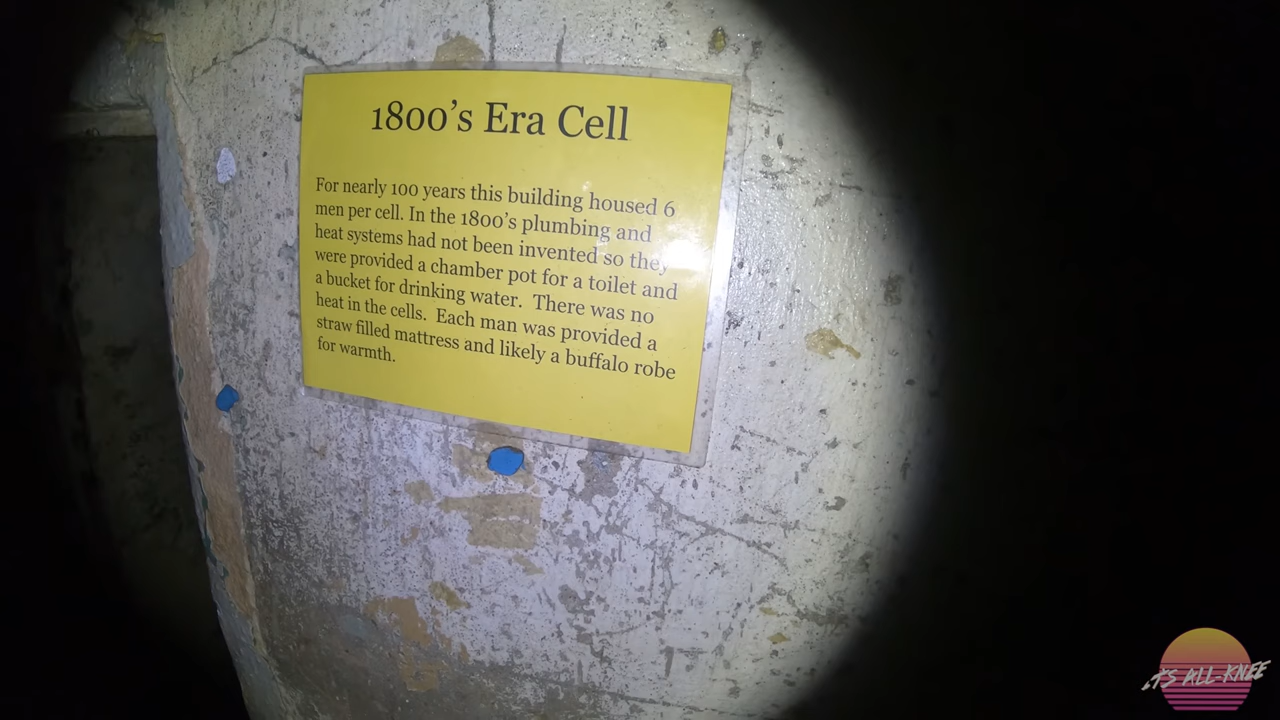 1800's Era Cell
For nearly 100 years this building housed 6
men per cell. In the 1800's plumbing and
heat systems had not been invented so they
were provided a chamber pot for a toilet and
a bucket for drinking water. There was no
heat in the cells. Each man was provided a
straw filled mattress and likely a buffalo robe
for warmth.
ITS ALL-KNEE